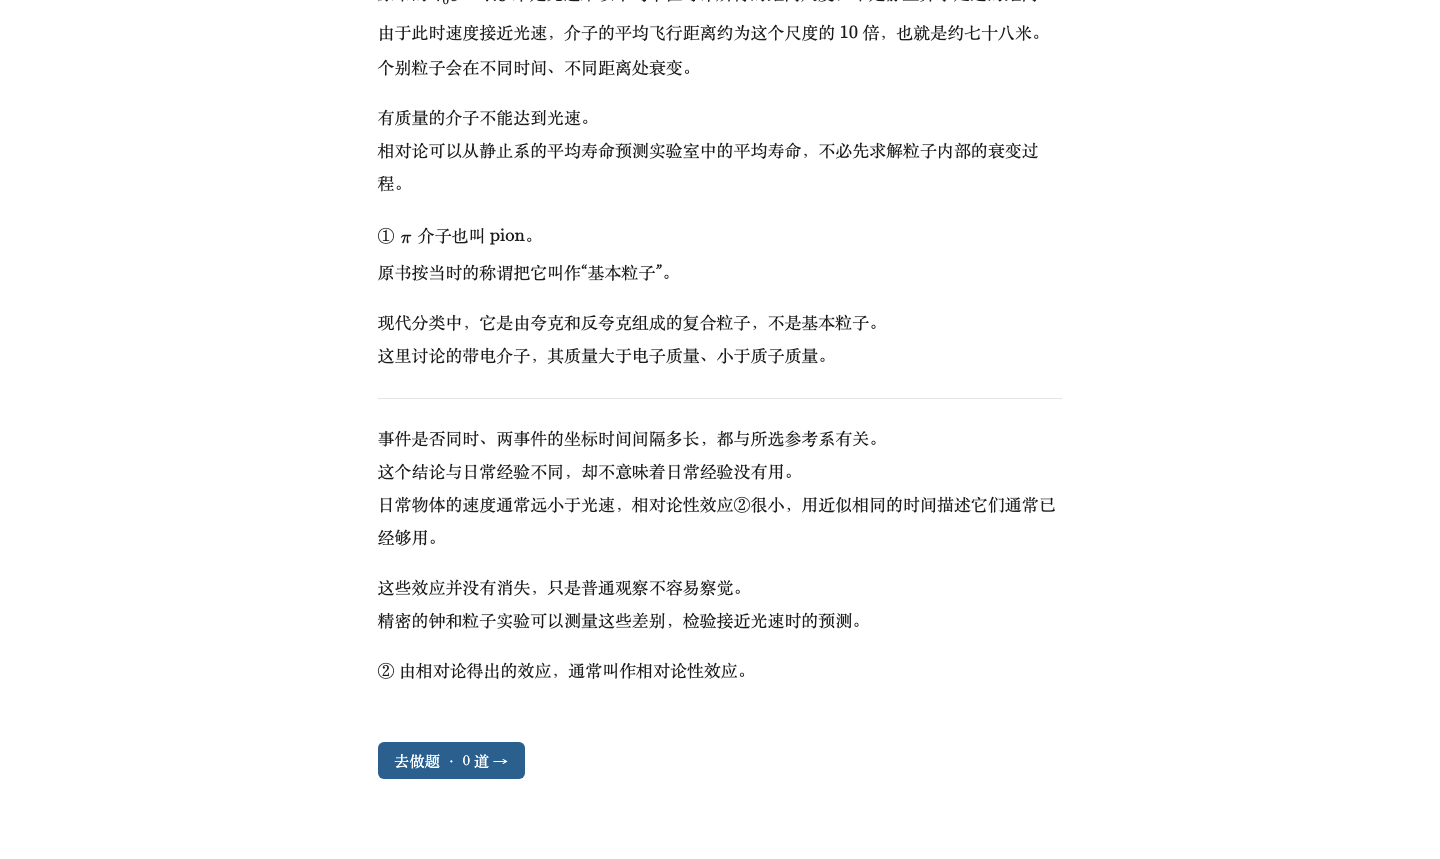 由于此时速度接近光速，介子的平均飞行距离约为这个尺度的 10 倍，也就是约七十八米。
个别粒子会在不同时间、不同距离处衰变。
有质量的介子不能达到光速。
相对论可以从静止系的平均寿命预测实验室中的平均寿命，不必先求解粒子内部的衰变过
程。
① π 介子也叫 pion。
原书按当时的称谓把它叫作“基本粒子”。
现代分类中，它是由夸克和反夸克组成的复合粒子，不是基本粒子。
这里讨论的带电介子，其质量大于电子质量、小于质子质量。
事件是否同时、两事件的坐标时间间隔多长，都与所选参考系有关。
这个结论与日常经验不同，却不意味着日常经验没有用。
日常物体的速度通常远小于光速，相对论性效应②很小，用近似相同的时间描述它们通常已
经够用。
这些效应并没有消失，只是普通观察不容易察觉。
精密的钟和粒子实验可以测量这些差别，检验接近光速时的预测。
② 由相对论得出的效应，通常叫作相对论性效应。
去做题 · 0 道 →